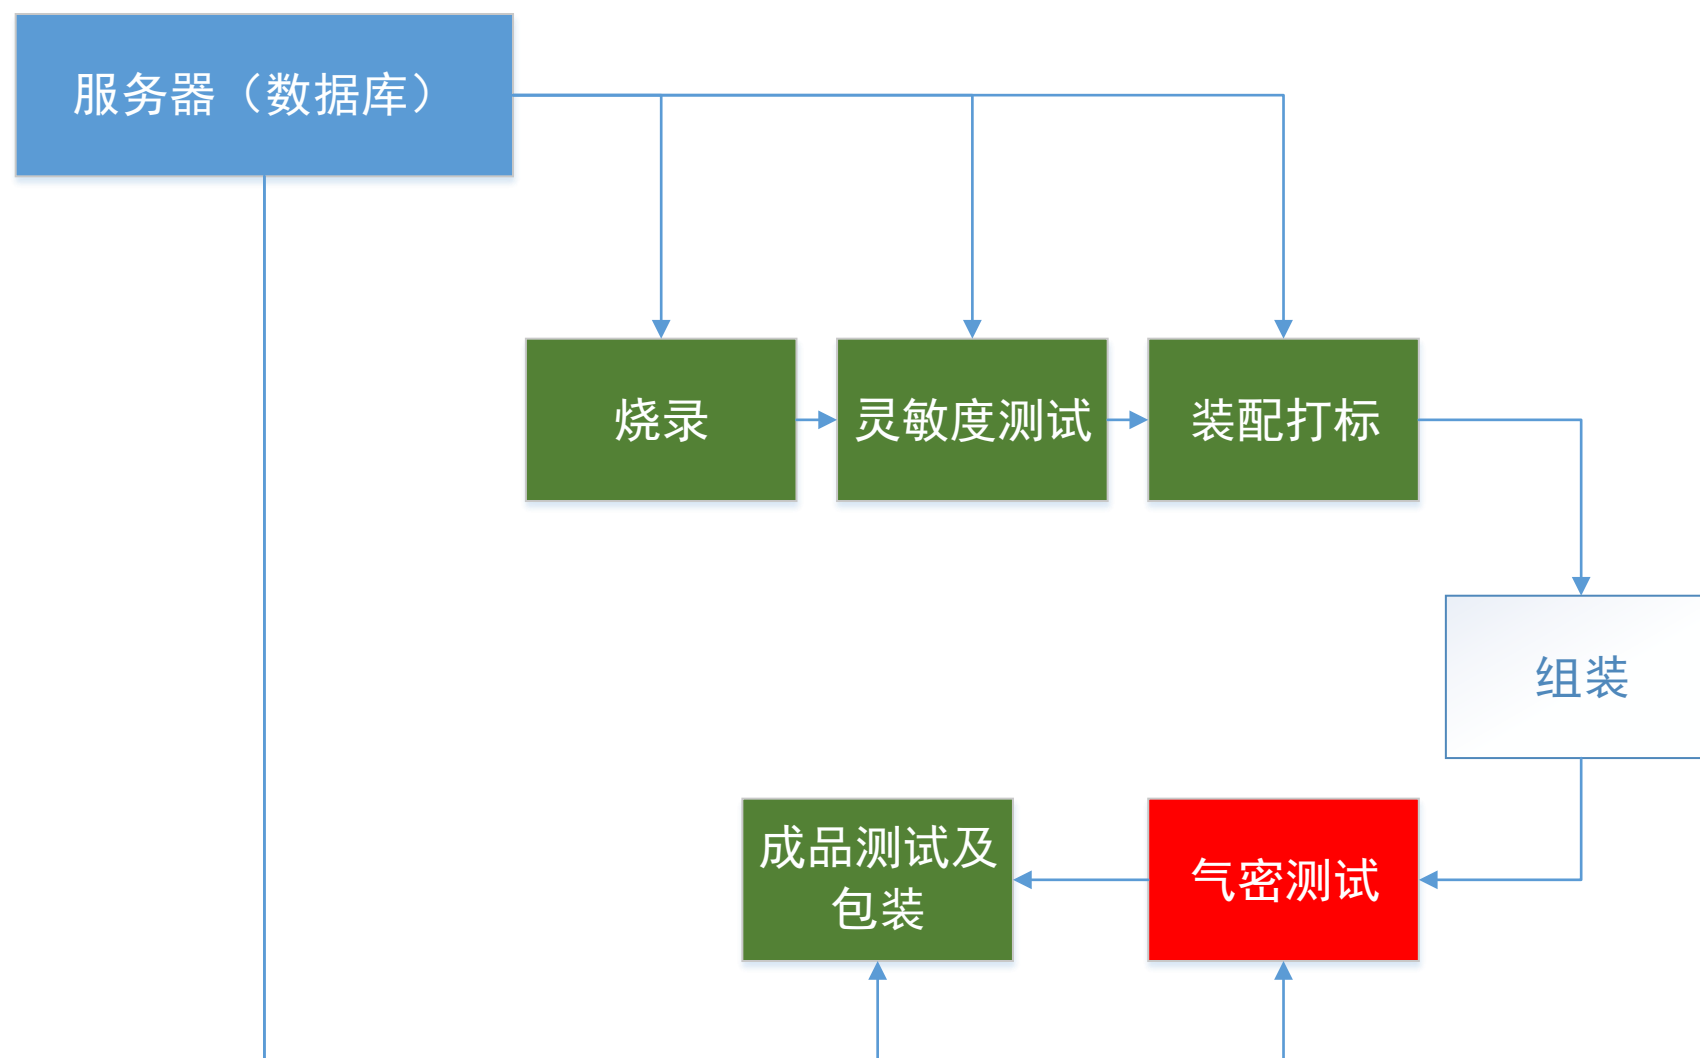 服务器（数据库）
烧录
灵敏度测试
装配打标
组装
成品测试及
包装
气密测试